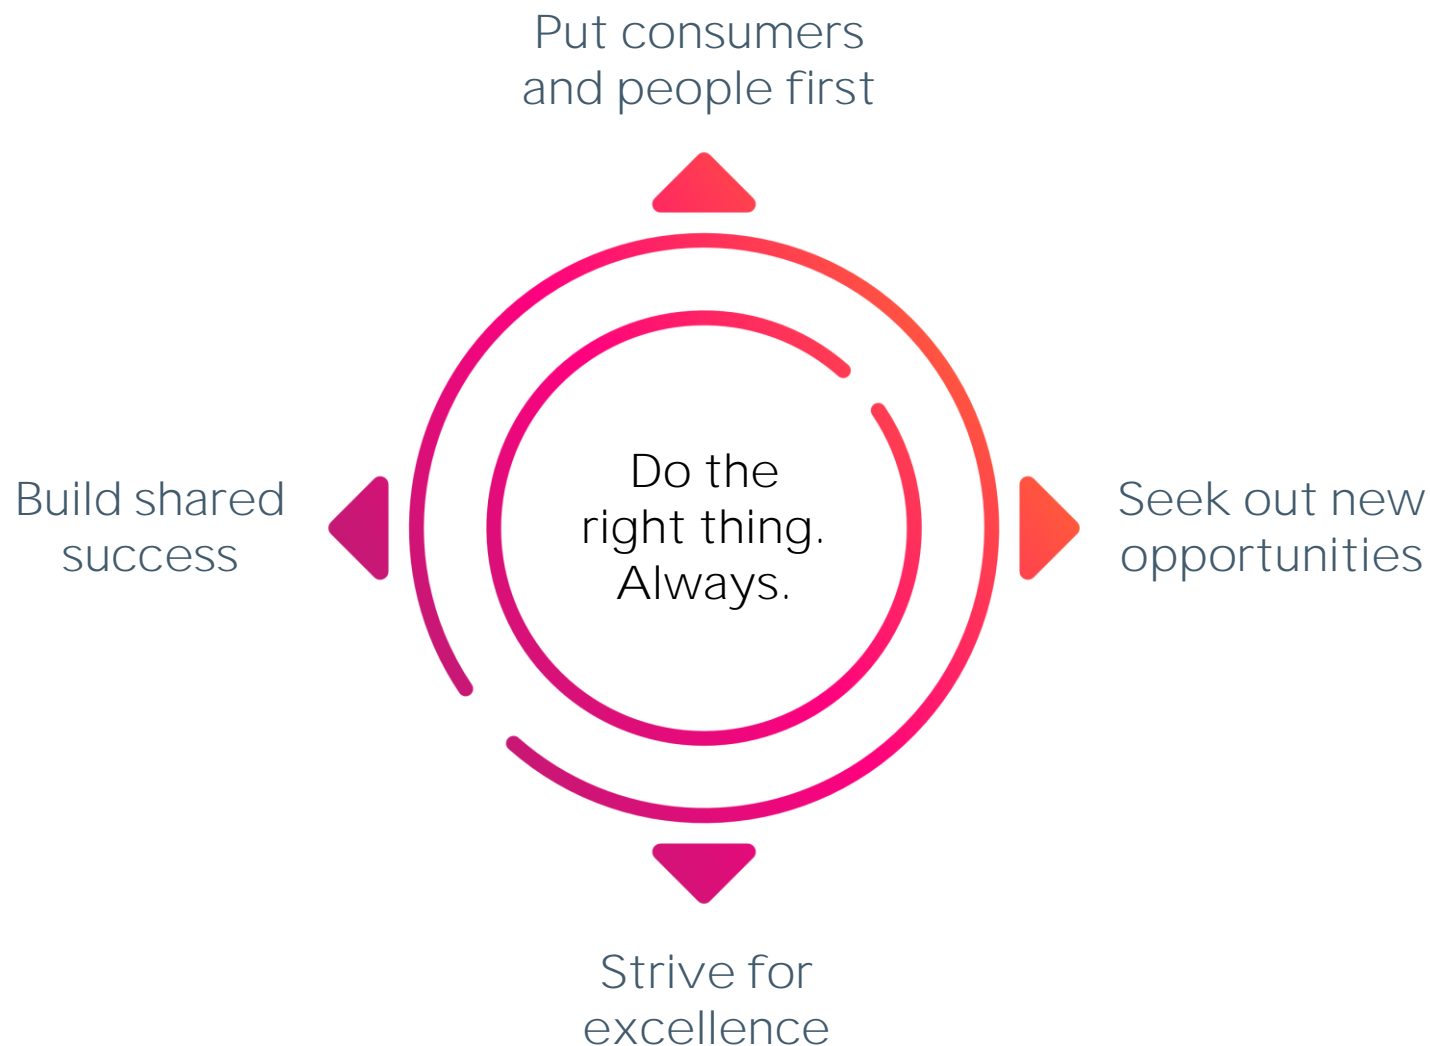 Put consumers
and people first
Build shared
success
Do the
right thing.
Always.
Seek out new
opportunities
Strive for
excellence